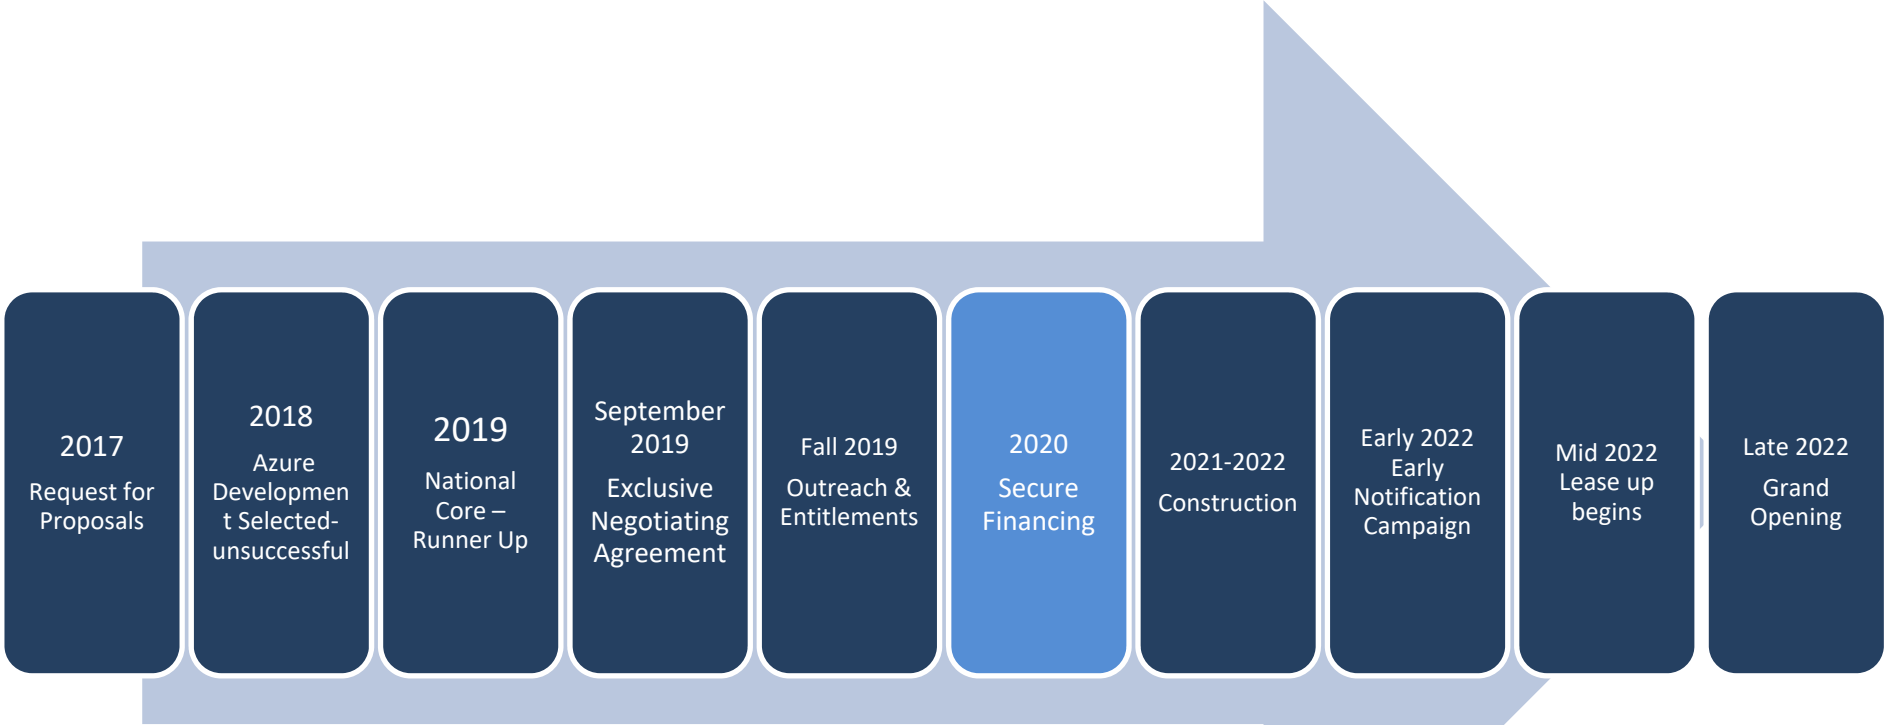 2017
Request for
Proposals
2018
Azure
Developmen
t Selected-
unsuccessful
2019
National
Core –
Runner Up
September
2019
Exclusive
Negotiating
Agreement
Fall 2019
Outreach &
Entitlements
2020
Secure
Financing
2021-2022
Construction
Early 2022
Early
Notification
Campaign
Mid 2022
Lease up
begins
Late 2022
Grand
Opening